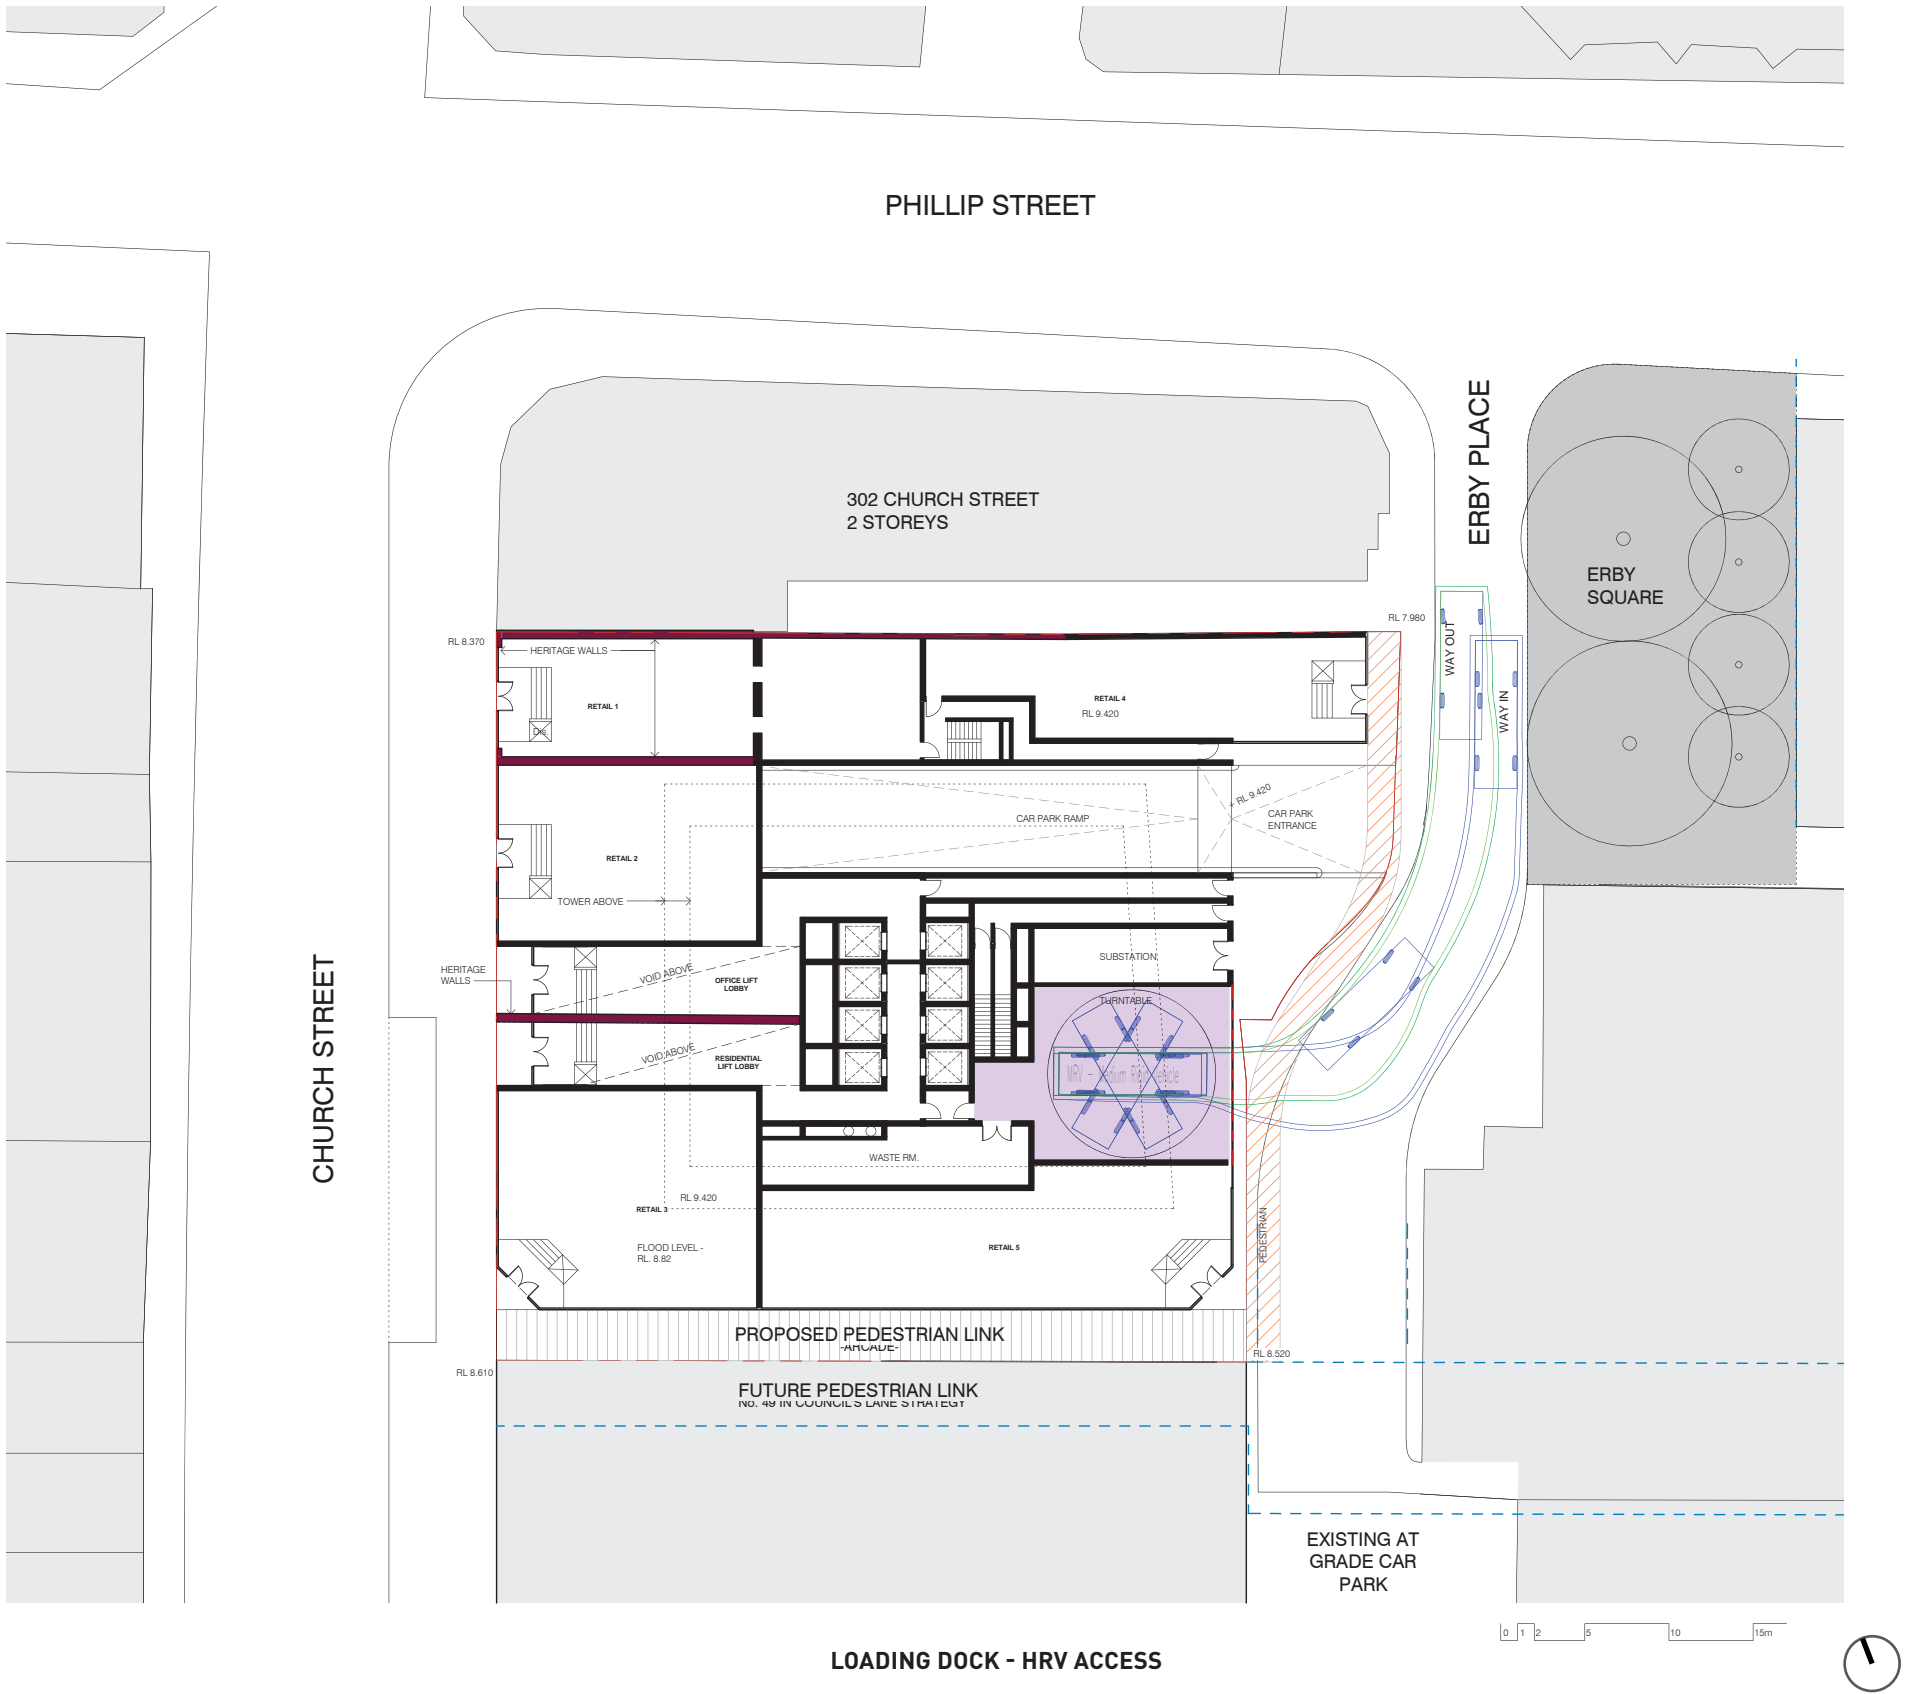 PHILLIP STREET
ERBY PLACE
302 CHURCH STREET
2 STOREYS
ERBY
SQUARE
RL 7.980
RL 8.370
HERITAGE WALLS
WAY OUT
WAY IN
RETAIL 1
RETAIL 4
RL 9.420
Dis.
+ RL 9.420
CAR PARK RAMP
CAR PARK
ENTRANCE
RETAIL 2
TOWER ABOVE
HERITAGE
WALLS
VOID ABOVE
OFFICE LIFT
LOBBY
SUBSTATION
TURNTABLE
CHURCH STREET
VOID ABOVE
RESIDENTIAL
LIFT LOBBY
MRV - Medium Rigid Vehicle
WASTE RM.
RL 9.420
RETAIL 3
FLOOD LEVEL -
RL. 8.82
RETAIL 5
PEDESTRIAN
PROPOSED PEDESTRIAN LINK
-ARCADE-
RL 8.520
RL 8.610
FUTURE PEDESTRIAN LINK
No. 49 IN COUNCIL'S LANE STRATEGY
EXISTING AT
GRADE CAR
PARK
0 1 2 5 10 15m
LOADING DOCK - HRV ACCESS